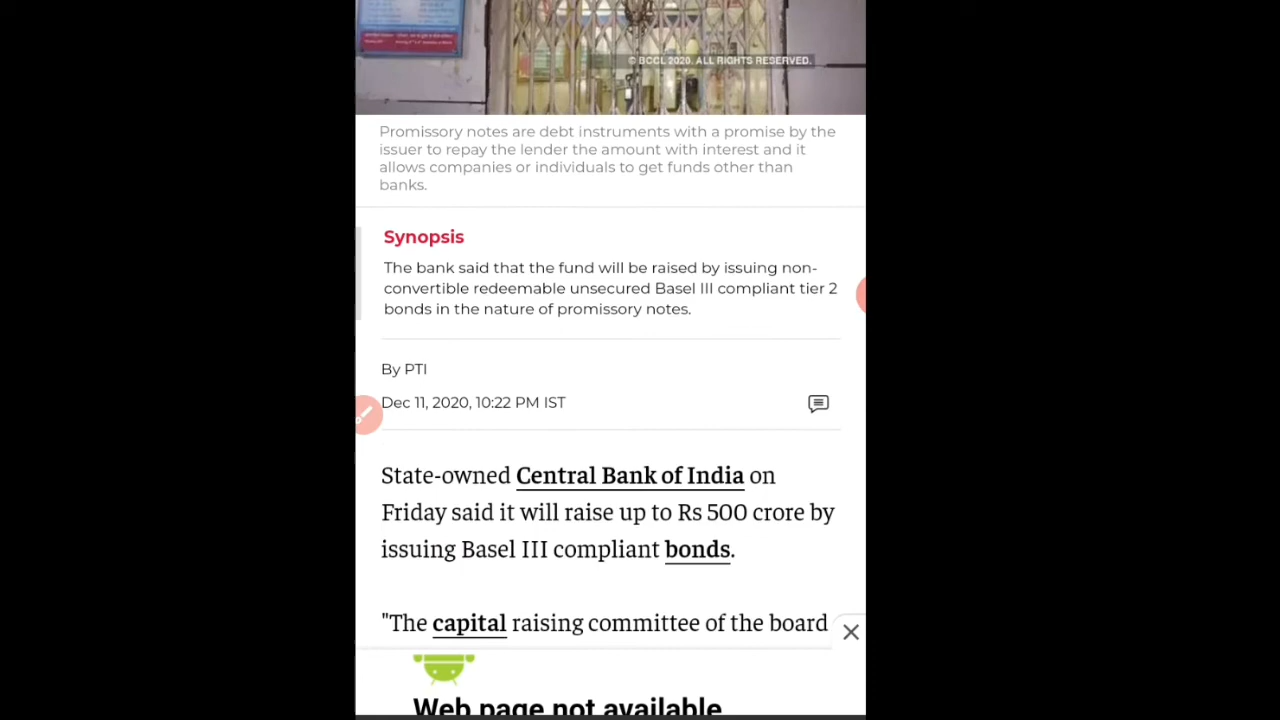 © BCCL 2020. ALL RIGHTS RESERVED.
Promissory notes are debt instruments with a promise by the
issuer to repay the lender the amount with interest and it
allows companies or individuals to get funds other than
banks.
Synopsis
The bank said that the fund will be raised by issuing non-
convertible redeemable unsecured Basel III compliant tier 2
bonds in the nature of promissory notes.
By PTI
Dec 11, 2020, 10:22 PM IST
State-owned Central Bank of India on
Friday said it will raise up to Rs 500 crore by
issuing Basel III compliant bonds.
"The capital raising committee of the board
Web page not available